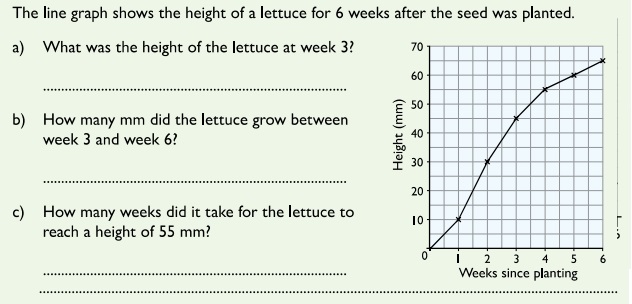 The line graph shows the height of a lettuce for 6 weeks after the seed was planted.
a) What was the height of the lettuce at week 3?
b) How many mm did the lettuce grow between
week 3 and week 6?
c) How many weeks did it take for the lettuce to
reach a height of 55 mm?
Height (mm)
70
60
50
40
30
20
10
0
1 2 3 4 5 6
Weeks since planting